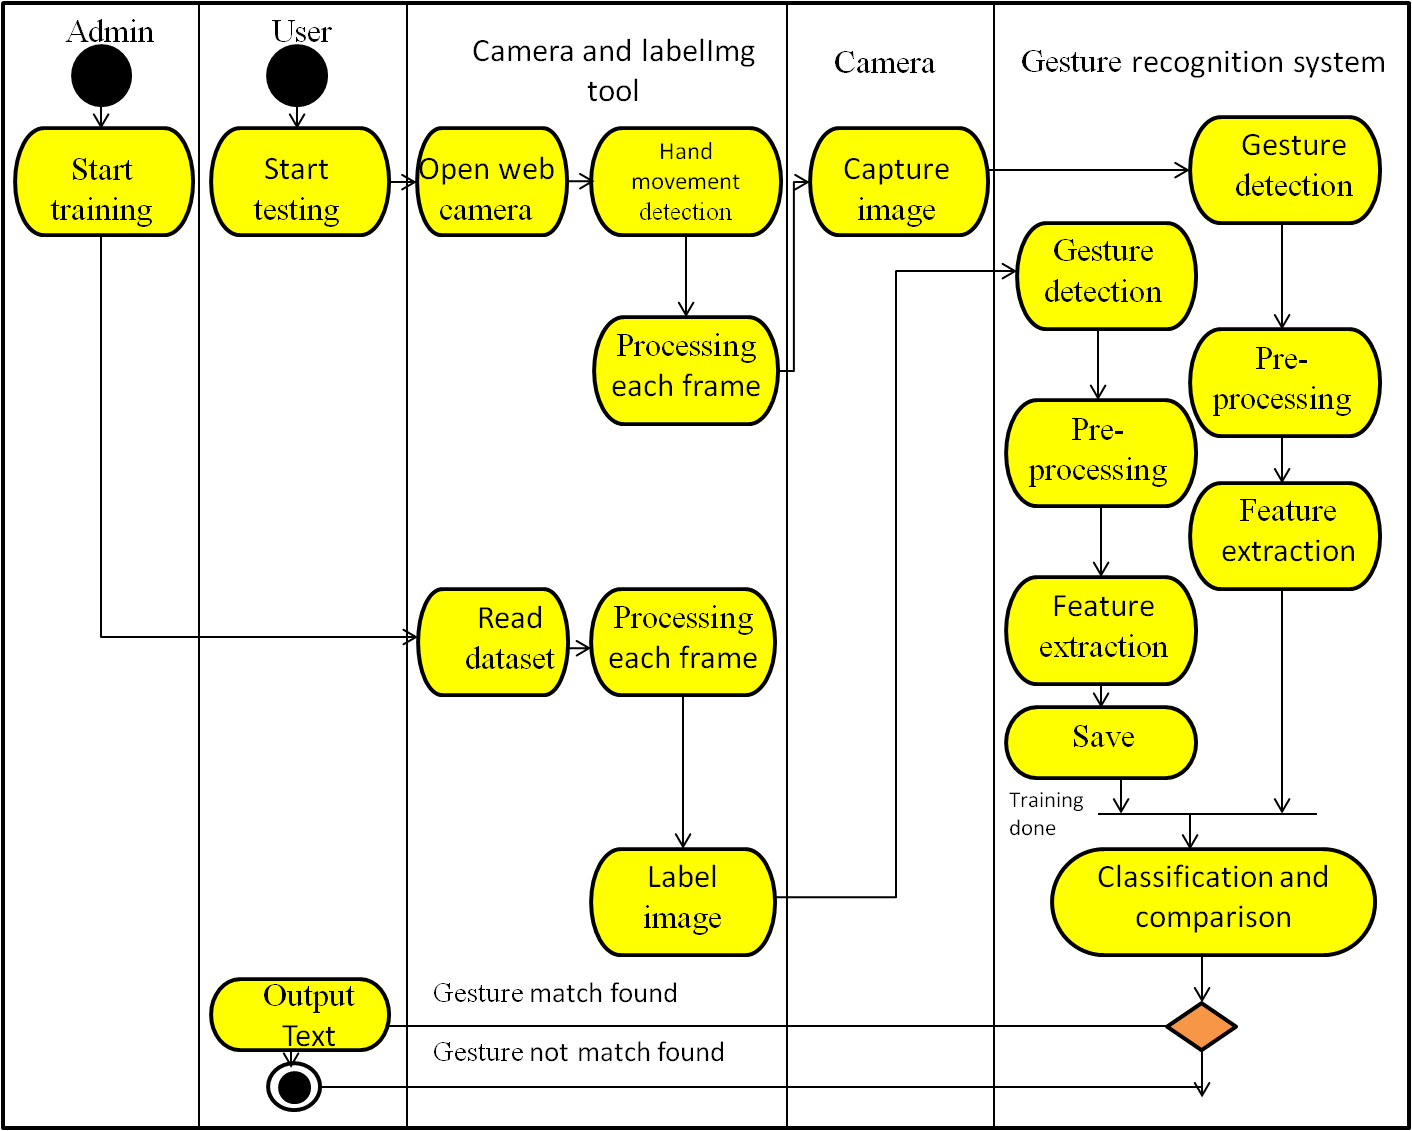 Admin
User
Camera and labelImg
tool
Camera
Gesture recognition system
Start
training
Start
testing
Open web
camera
Hand
movement
detection
Capture
image
Gesture
detection
Gesture
detection
Processing
each frame
Pre-
processing
Pre-
processing
Feature
extraction
Read
dataset
Processing
each frame
Feature
extraction
Save
Training
done
Label
image
Classification and
comparison
Output
Text
Gesture match found
Gesture not match found